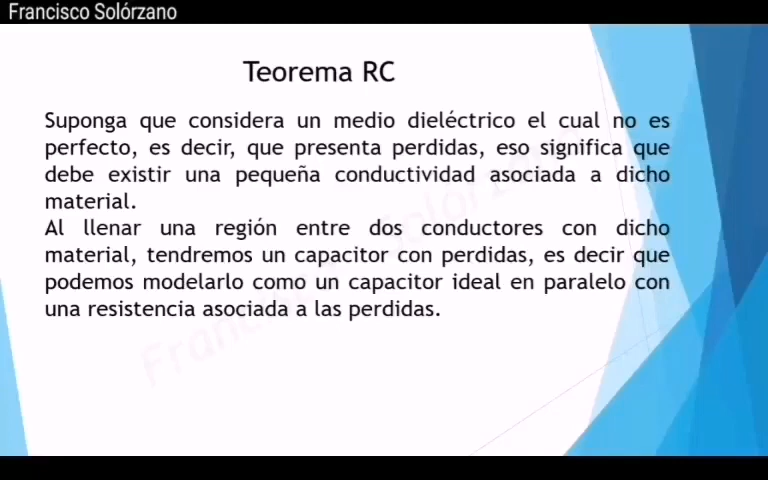 Francisco Solórzano
Teorema RC
Suponga que considera un medio dieléctrico el cual no es
perfecto, es decir, que presenta perdidas, eso significa que
debe existir una pequeña conductividad asociada a dicho
material.
Al llenar una región entre dos conductores con dicho
material, tendremos un capacitor con perdidas, es decir que
podemos modelarlo como un capacitor ideal en paralelo con
una resistencia asociada a las perdidas.
Francisco Solórzano